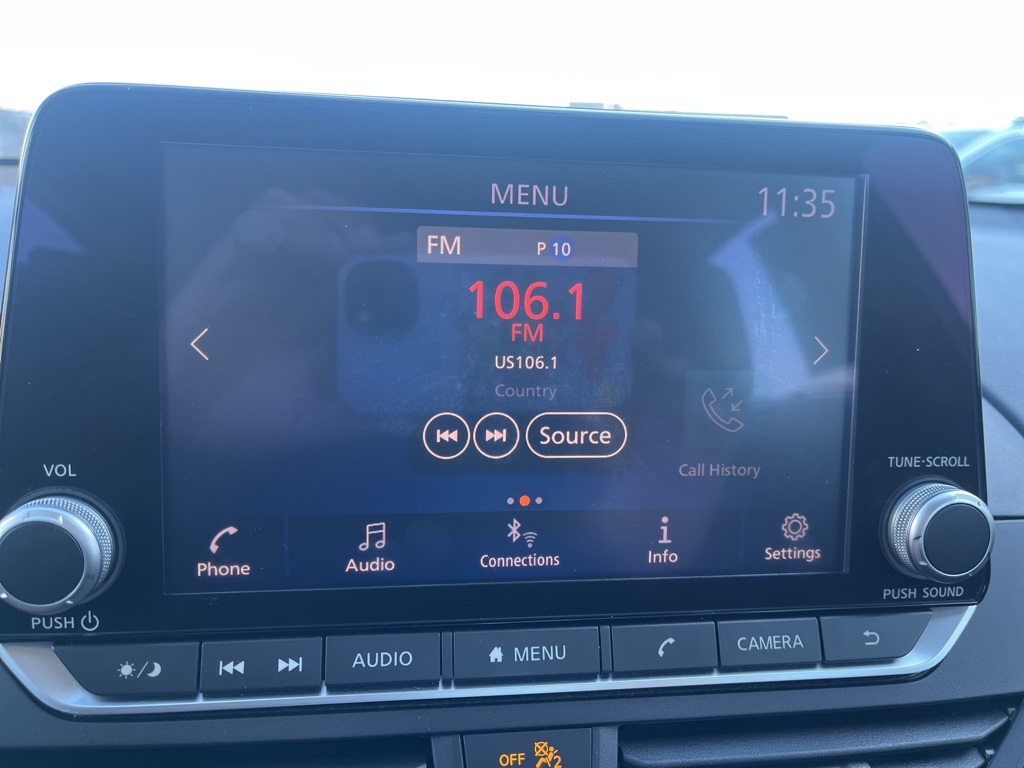 MENU
11:35
FM P 10
106.1
FM
US106.1
Country
Source
Call History
VOL
TUNE·SCROLL
Phone Audio Connections Info Settings
PUSH
PUSH SOUND
AUDIO MENU CAMERA
OFF 2